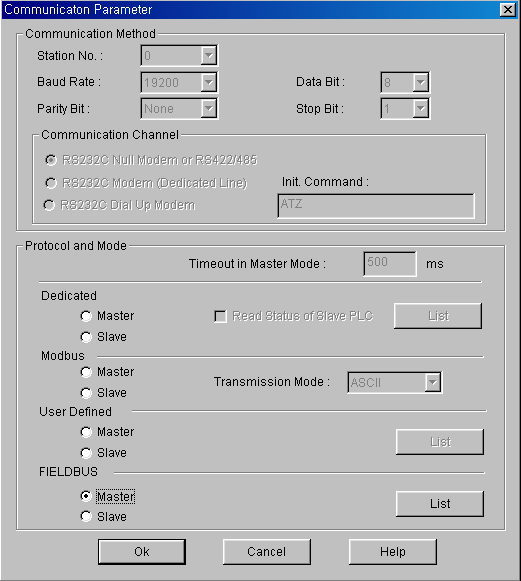 Communicaton Parameter
Communication Method
Station No. : 0
Baud Rate : 19200 Data Bit : 8
Parity Bit : None Stop Bit : 1
Communication Channel
RS232C Null Modem or RS422/485
RS232C Modem (Dedicated Line) Init. Command :
RS232C Dial Up Modem ATZ
Protocol and Mode
Timeout in Master Mode : 500 ms
Dedicated
Master Read Status of Slave PLC List
Slave
Modbus
Master
Slave Transmission Mode : ASCII
User Defined
Master
Slave List
FIELDBUS
Master List
Slave
Ok Cancel Help